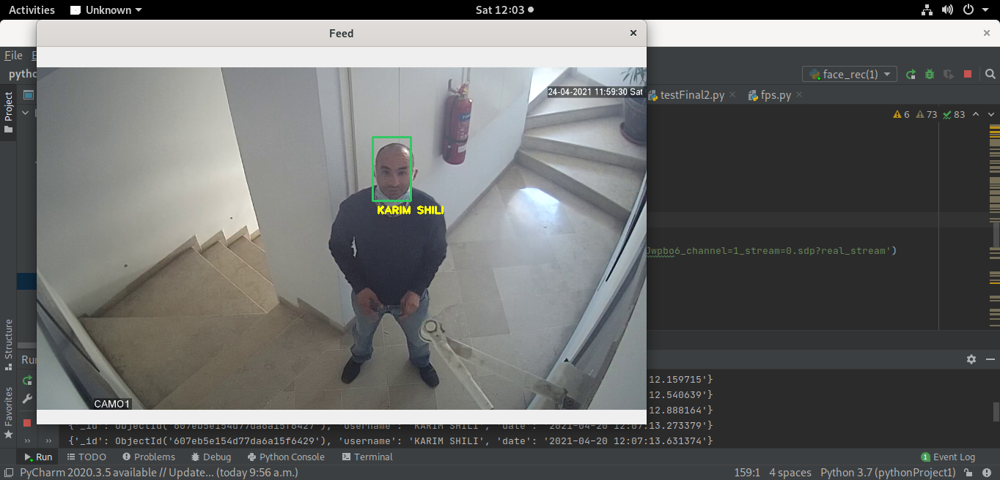 Activities Unknown Sat 12:03
Feed
File E
pytho
face_rec(1)
testFinal2.py fps.py
6 73 83
Project
24-04-2021 11:59:30 Sat
KARIM SHILI
Jwpbo6_channel=1_stream=0.sdp?real_stream')
CAM01
Structure
Favorites
Run
12.159715'}
12.540639'}
12.888164'}
{'_id': ObjectId('607eb5e154d77da6a15f6427'), 'username': 'KARIM SHILI', 'date': '2021-04-20 12:07:13.273379'}
{'_id': ObjectId('607eb5e154d77da6a15f6429'), 'username': 'KARIM SHILI', 'date': '2021-04-20 12:07:13.631374'}
Run TODO Problems Debug Python Console Terminal 1 Event Log
PyCharm 2020.3.5 available // Update... (today 9:56 a.m.) 159:1 4 spaces Python 3.7 (pythonProject1)